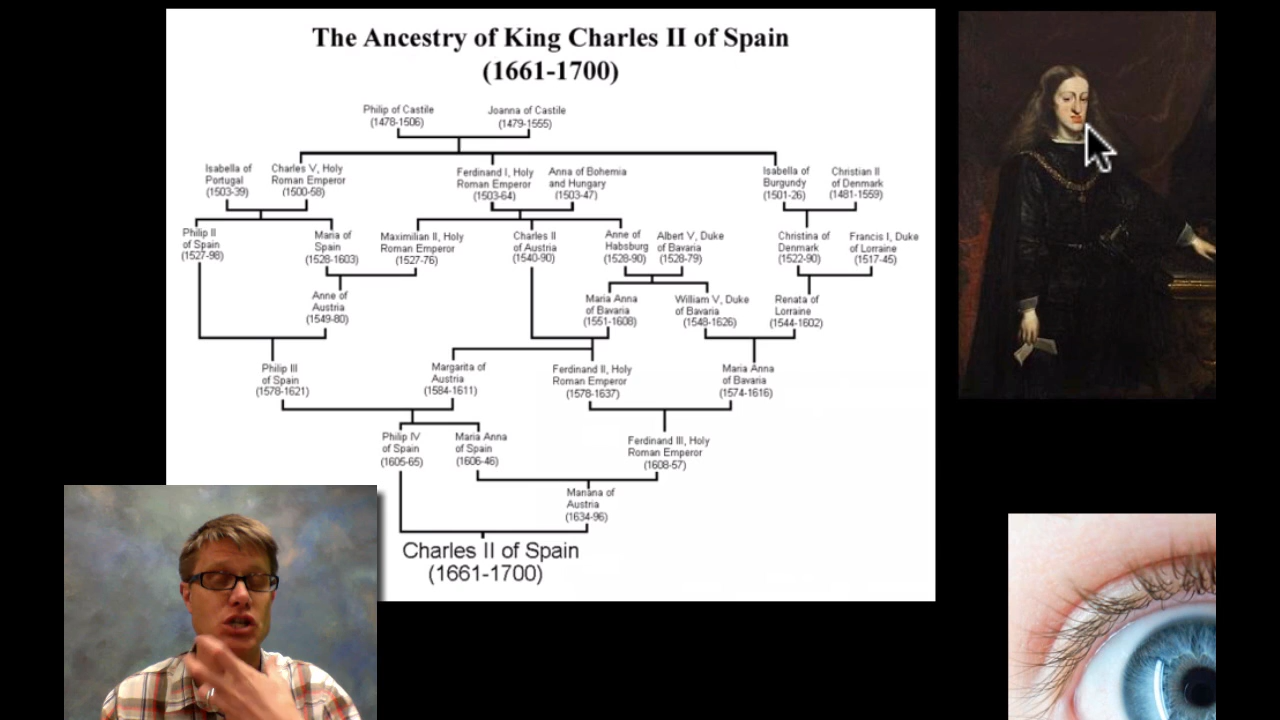 The Ancestry of King Charles II of Spain
(1661-1700)
Philip of Castile
(1478-1506)
Joanna of Castile
(1479-1555)
Isabella of
Portugal
(1503-39)
Charles V, Holy
Roman Emperor
(1500-58)
Ferdinand I, Holy
Roman Emperor
(1503-64)
Anna of Bohemia
and Hungary
(1503-47)
Isabella of
Burgundy
(1501-26)
Christian II
of Denmark
(1481-1559)
Philip II
of Spain
(1527-98)
Maria of
Spain
(1528-1603)
Maximilian II, Holy
Roman Emperor
(1527-76)
Charles II
of Austria
(1540-90)
Anne of
Habsburg
(1528-90)
Albert V, Duke
of Bavaria
(1528-79)
Christina of
Denmark
(1522-90)
Francis I, Duke
of Lorraine
(1517-45)
Anne of
Austria
(1549-80)
Maria Anna
of Bavaria
(1551-1608)
William V, Duke
of Bavaria
(1548-1626)
Renata of
Lorraine
(1544-1602)
Philip III
of Spain
(1578-1621)
Margarita of
Austria
(1584-1611)
Ferdinand II, Holy
Roman Emperor
(1578-1637)
Maria Anna
of Bavaria
(1574-1616)
Philip IV
of Spain
(1605-65)
Maria Anna
of Spain
(1606-46)
Ferdinand III, Holy
Roman Emperor
(1608-57)
Mariana of
Austria
(1634-96)
Charles II of Spain
(1661-1700)